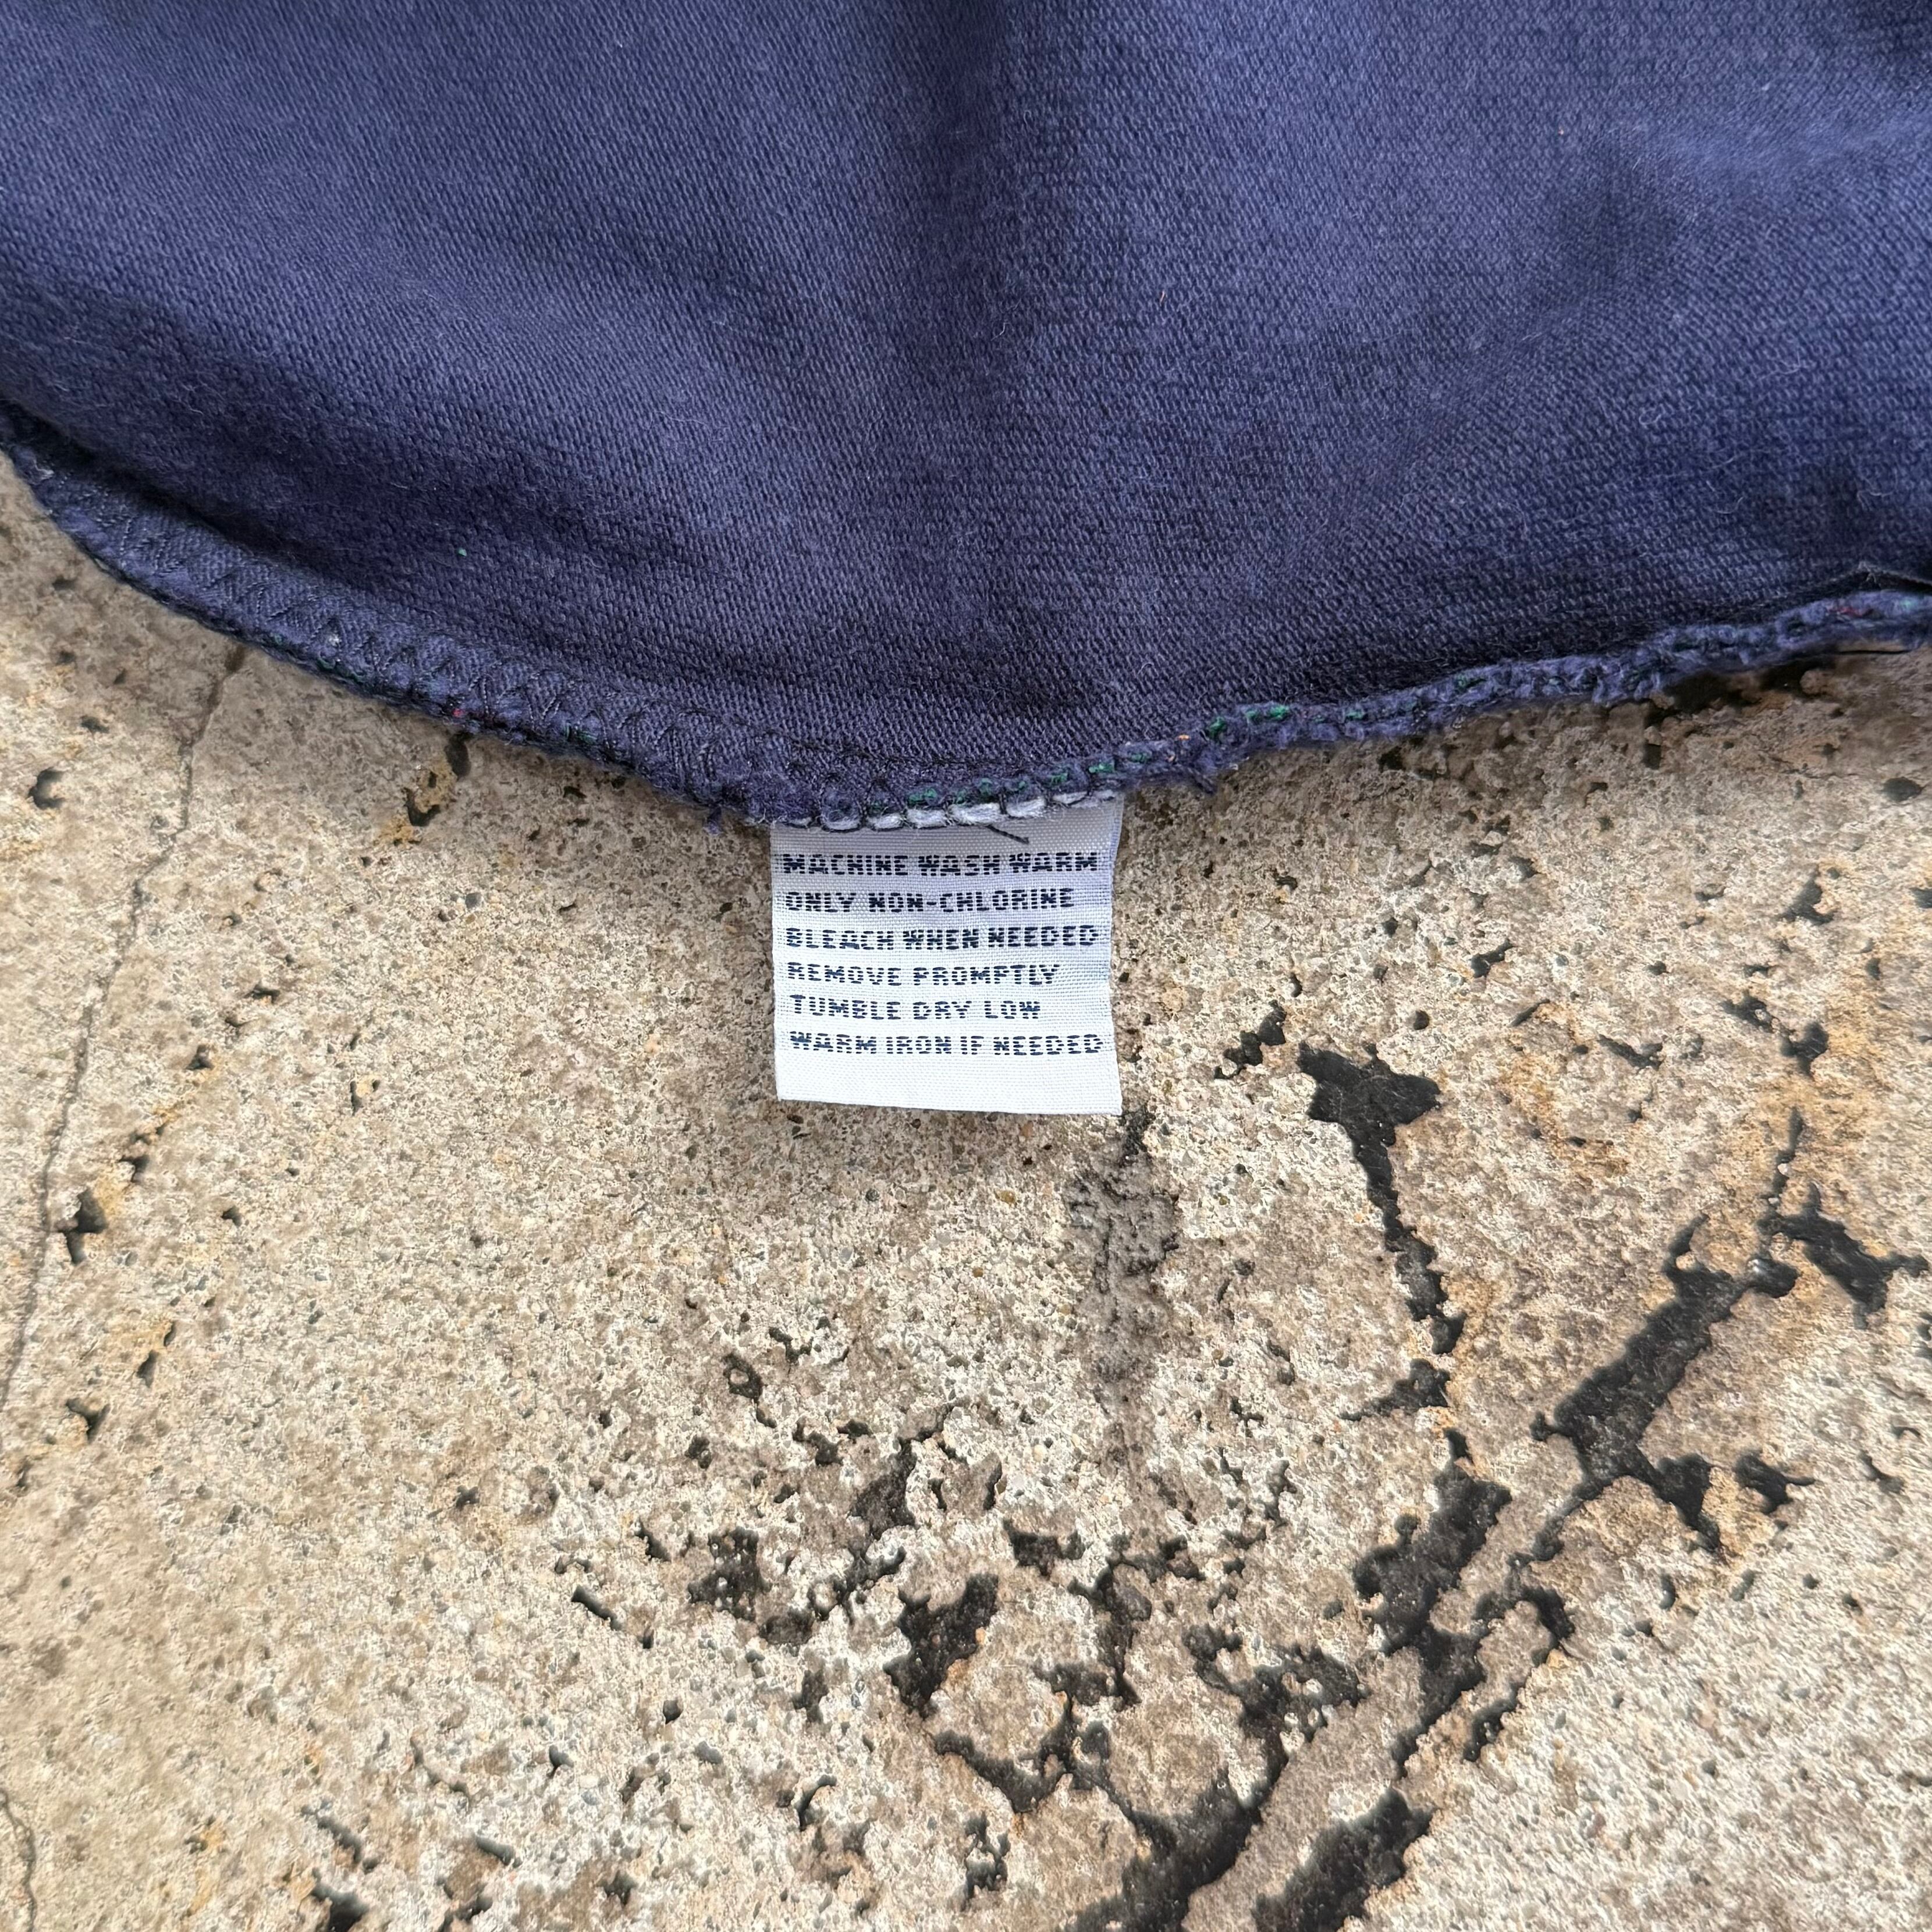 MACHINE WASH WARM
ONLY NON-CHLORINE
BLEACH WHEN NEEDED
REMOVE PROMPTLY
TUMBLE DRY LOW
WARM IRON IF NEEDED